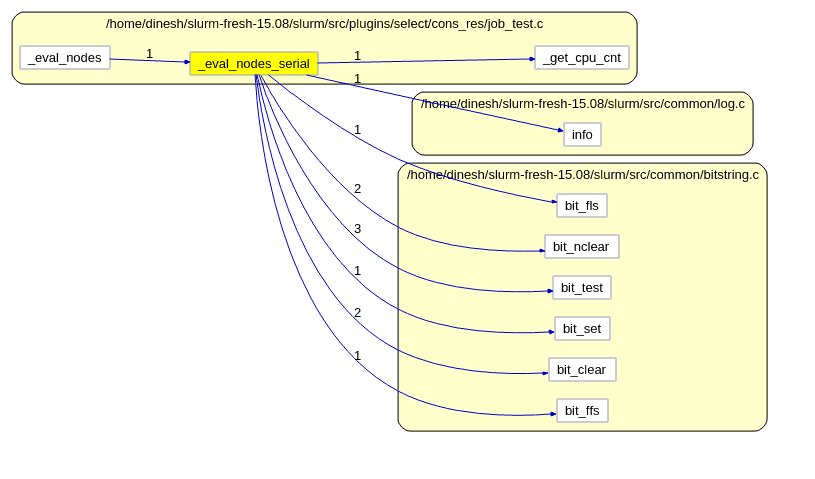 /home/dinesh/slurm-fresh-15.08/slurm/src/plugins/select/cons_res/job_test.c
_eval_nodes
1
_eval_nodes_serial
1
_get_cpu_cnt
1
/home/dinesh/slurm-fresh-15.08/slurm/src/common/log.c
info
1
/home/dinesh/slurm-fresh-15.08/slurm/src/common/bitstring.c
2
bit_fls
3
bit_nclear
1
bit_test
2
bit_set
1
bit_clear
bit_ffs